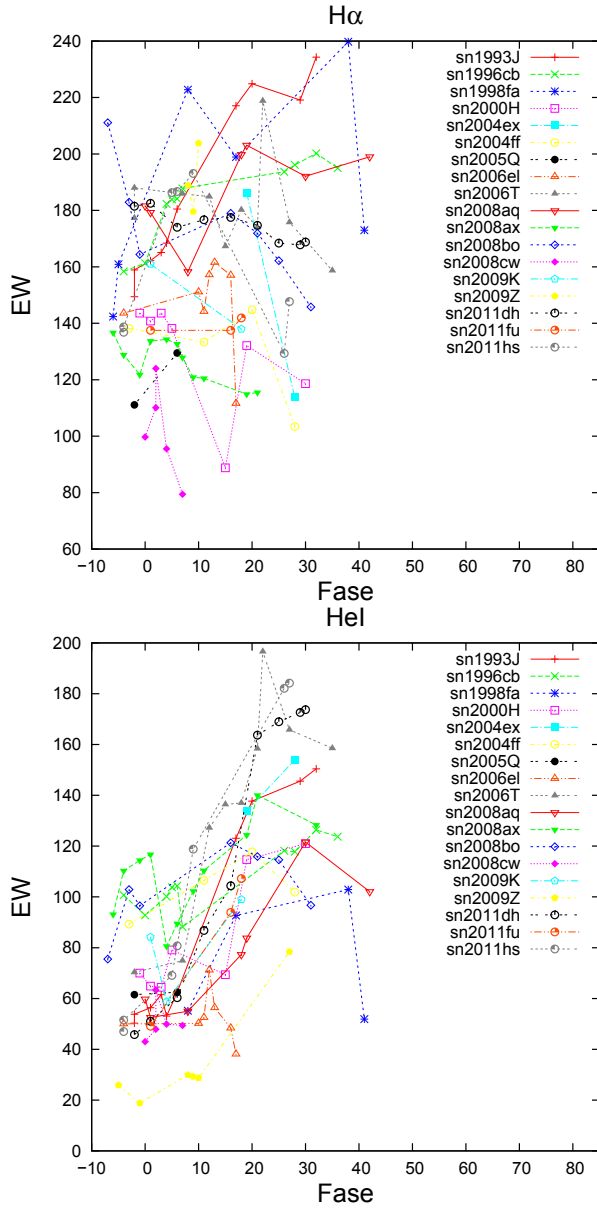 Hα
240
220
200
180
160
140
120
100
80
60
EW
−10 0 10 20 30 40 50 60 70 80
Fase
sn1993J
sn1996cb
sn1998fa
sn2000H
sn2004ex
sn2004ff
sn2005Q
sn2006el
sn2006T
sn2008aq
sn2008ax
sn2008bo
sn2008cw
sn2009K
sn2009Z
sn2011dh
sn2011fu
sn2011hs
HeI
200
180
160
140
120
100
80
60
40
20
0
EW
−10 0 10 20 30 40 50 60 70 80
Fase
sn1993J
sn1996cb
sn1998fa
sn2000H
sn2004ex
sn2004ff
sn2005Q
sn2006el
sn2006T
sn2008aq
sn2008ax
sn2008bo
sn2008cw
sn2009K
sn2009Z
sn2011dh
sn2011fu
sn2011hs